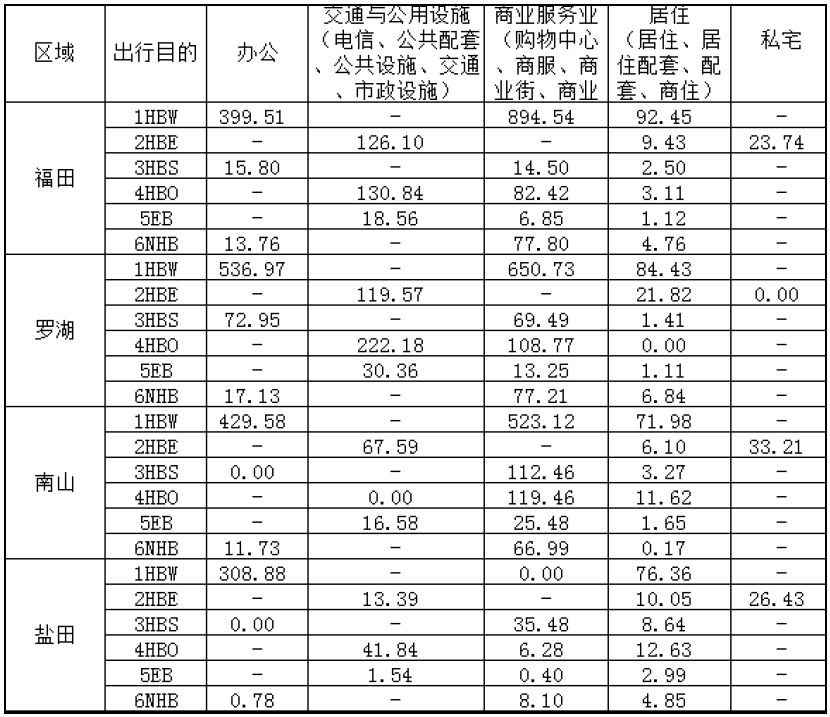 区域 出行目的 办公 交通与公用设施（电信、公共配套、公共设施、交通、市政设施） 商业服务业（购物中心、商服、商业街、商业 居住（居住、居住配套、配套、商住） 私宅
福田 1HBW 399.51 - 894.54 92.45 -
2HBE - 126.10 - 9.43 23.74
3HBS 15.80 - 14.50 2.50 -
4HBO - 130.84 82.42 3.11 -
5EB - 18.56 6.85 1.12 -
6NHB 13.76 - 77.80 4.76 -
罗湖 1HBW 536.97 - 650.73 84.43 -
2HBE - 119.57 - 21.82 0.00
3HBS 72.95 - 69.49 1.41 -
4HBO - 222.18 108.77 0.00 -
5EB - 30.36 13.25 1.11 -
6NHB 17.13 - 77.21 6.84 -
南山 1HBW 429.58 - 523.12 71.98 -
2HBE - 67.59 - 6.10 33.21
3HBS 0.00 - 112.46 3.27 -
4HBO - 0.00 119.46 11.62 -
5EB - 16.58 25.48 1.65 -
6NHB 11.73 - 66.99 0.17 -
盐田 1HBW 308.88 - 0.00 76.36 -
2HBE - 13.39 - 10.05 26.43
3HBS 0.00 - 35.48 8.64 -
4HBO - 41.84 6.28 12.63 -
5EB - 1.54 0.40 2.99 -
6NHB 0.78 - 8.10 4.85 -